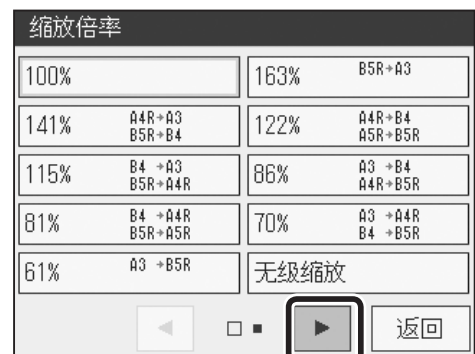 缩放倍率
100%
163% B5R→A3
141% A4R→A3
B5R→B4
122% A4R→B4
A5R→B5R
115% B4 →A3
B5R→A4R
86% A3 →B4
A4R→B5R
81% B4 →A4R
B5R→A5R
70% A3 →A4R
B4 →B5R
61% A3 →B5R
无级缩放
返回